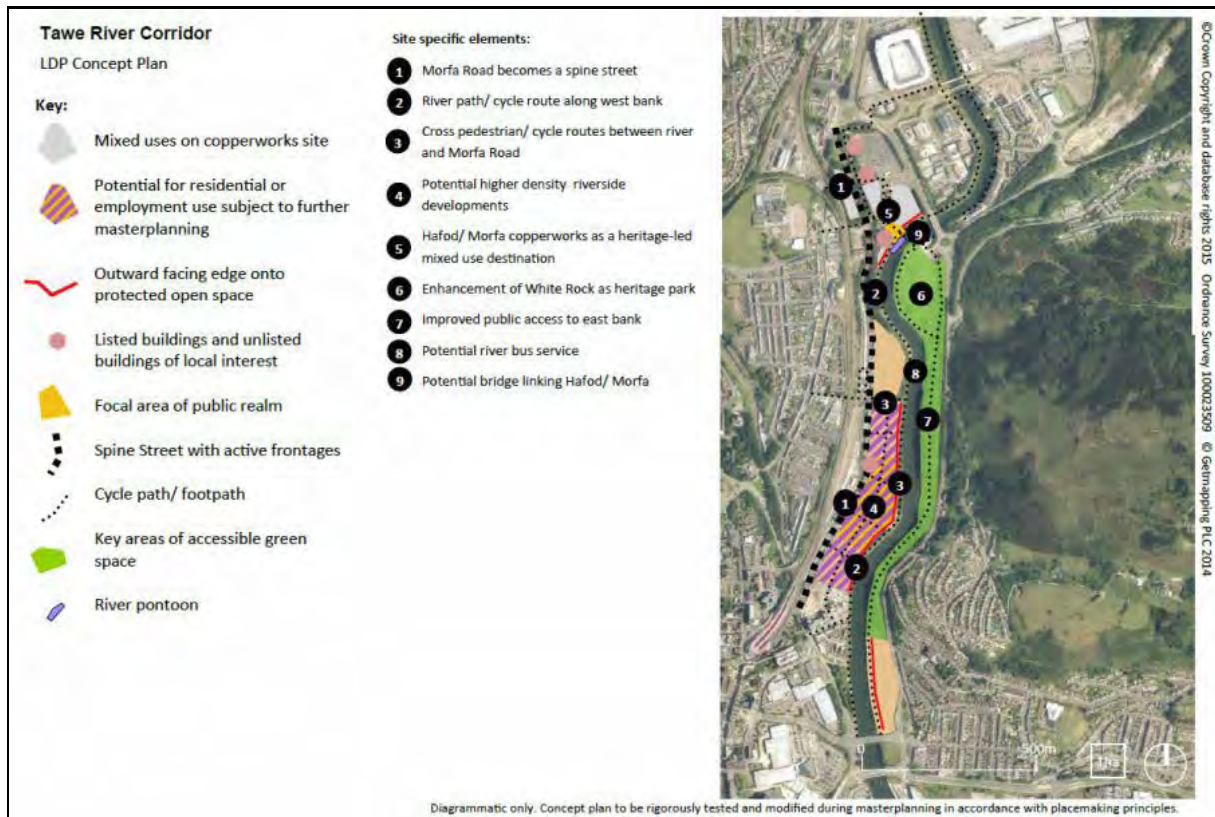 Tawe River Corridor
LDP Concept Plan
Key:
Mixed uses on copperworks site
Potential for residential or
employment use subject to further
masterplanning
Outward facing edge onto
protected open space
Listed buildings and unlisted
buildings of local interest
Focal area of public realm
Spine Street with active frontages
Cycle path/ footpath
Key areas of accessible green
space
River pontoon
Site specific elements:
1 Morfa Road becomes a spine street
2 River path/ cycle route along west bank
3 Cross pedestrian/ cycle routes between river
and Morfa Road
4 Potential higher density riverside
developments
5 Hafod/ Morfa copperworks as a heritage-led
mixed use destination
6 Enhancement of White Rock as heritage park
7 Improved public access to east bank
8 Potential river bus service
9 Potential bridge linking Hafod/ Morfa
1
5
9
2
6
8
3
7
3
1
4
2
0 500m
1ha
©Crown Copyright and database rights 2015 Ordnance Survey 100023509 © Getmapping PLC 2014
Diagrammatic only. Concept plan to be rigorously tested and modified during masterplanning in accordance with placemaking principles.